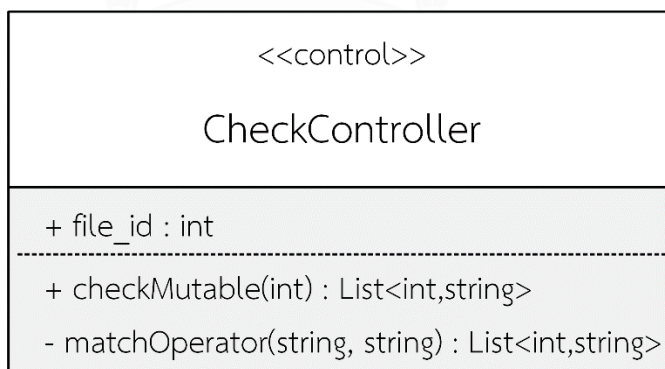 <<control>>
CheckController
+ file_id : int
+ checkMutable(int) : List<int,string>
- matchOperator(string, string) : List<int,string>